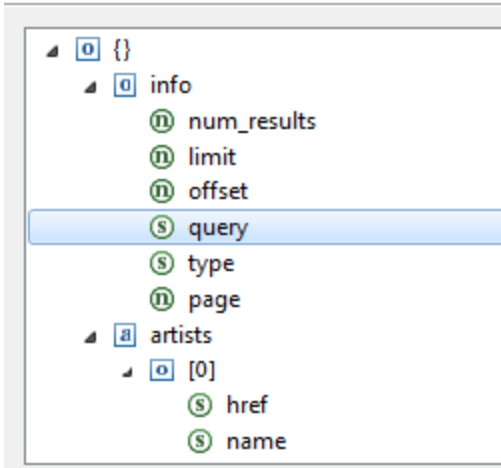 o {}
o info
n num_results
n limit
n offset
s query
s type
n page
a artists
o [0]
s href
s name